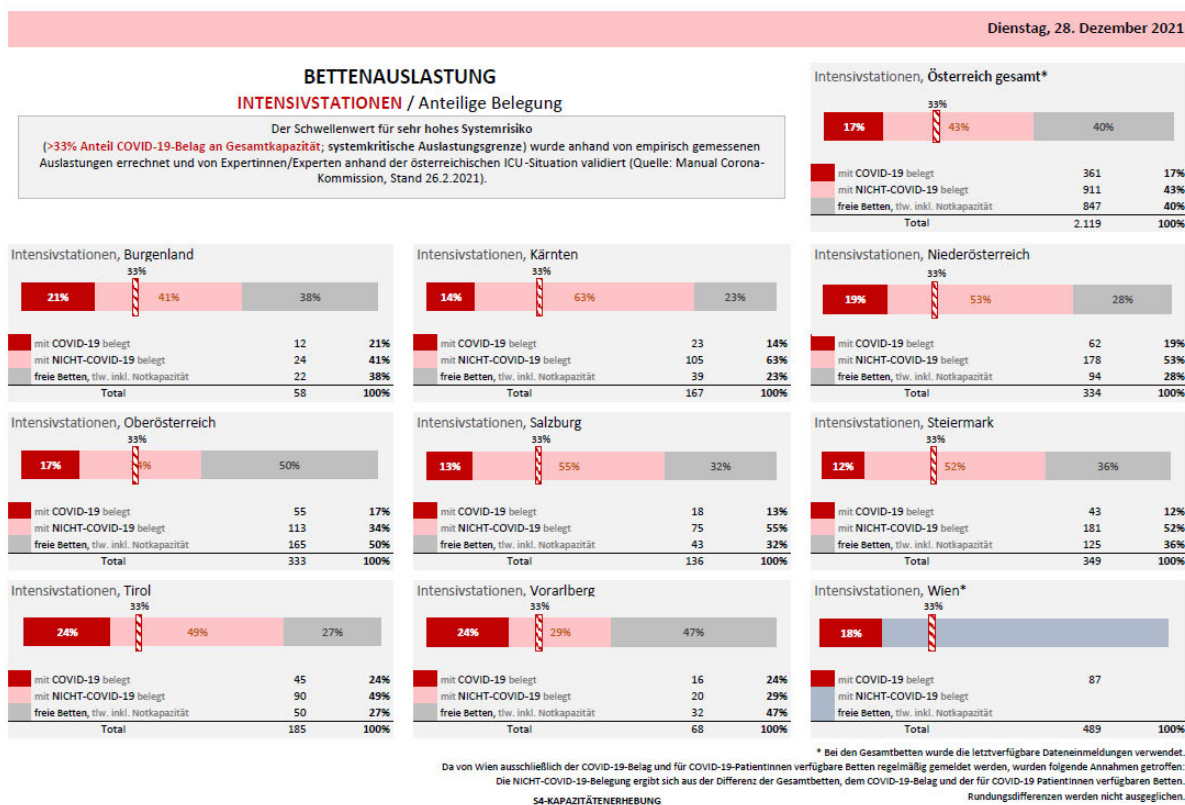 Dienstag, 28. Dezember 2021
BETTENAUSLASTUNG
INTENSIVSTATIONEN / Anteilige Belegung
Der Schwellenwert für sehr hohes Systemrisiko
(>33% Anteil COVID-19-Belag an Gesamtkapazität; systemkritische Auslastungsgrenze) wurde anhand von empirisch gemessenen
Auslastungen errechnet und von Expertinnen/Experten anhand der österreichischen ICU-Situation validiert (Quelle: Manual Corona-
Kommission, Stand 26.2.2021).
Intensivstationen, Österreich gesamt*
33%
17% 43% 40%
mit COVID-19 belegt 361 17%
mit NICHT-COVID-19 belegt 911 43%
freie Betten, tlw. inkl. Notkapazität 847 40%
Total 2.119 100%
Intensivstationen, Burgenland
33%
21% 41% 38%
mit COVID-19 belegt 12 21%
mit NICHT-COVID-19 belegt 24 41%
freie Betten, tlw. inkl. Notkapazität 22 38%
Total 58 100%
Intensivstationen, Kärnten
33%
14% 63% 23%
mit COVID-19 belegt 23 14%
mit NICHT-COVID-19 belegt 105 63%
freie Betten, tlw. inkl. Notkapazität 39 23%
Total 167 100%
Intensivstationen, Niederösterreich
33%
19% 53% 28%
mit COVID-19 belegt 62 19%
mit NICHT-COVID-19 belegt 178 53%
freie Betten, tlw. inkl. Notkapazität 94 28%
Total 334 100%
Intensivstationen, Oberösterreich
33%
17% 34% 50%
mit COVID-19 belegt 55 17%
mit NICHT-COVID-19 belegt 113 34%
freie Betten, tlw. inkl. Notkapazität 165 50%
Total 333 100%
Intensivstationen, Salzburg
33%
13% 55% 32%
mit COVID-19 belegt 18 13%
mit NICHT-COVID-19 belegt 75 55%
freie Betten, tlw. inkl. Notkapazität 43 32%
Total 136 100%
Intensivstationen, Steiermark
33%
12% 52% 36%
mit COVID-19 belegt 43 12%
mit NICHT-COVID-19 belegt 181 52%
freie Betten, tlw. inkl. Notkapazität 125 36%
Total 349 100%
Intensivstationen, Tirol
33%
24% 49% 27%
mit COVID-19 belegt 45 24%
mit NICHT-COVID-19 belegt 90 49%
freie Betten, tlw. inkl. Notkapazität 50 27%
Total 185 100%
Intensivstationen, Vorarlberg
33%
24% 29% 47%
mit COVID-19 belegt 16 24%
mit NICHT-COVID-19 belegt 20 29%
freie Betten, tlw. inkl. Notkapazität 32 47%
Total 68 100%
Intensivstationen, Wien*
33%
18%
mit COVID-19 belegt 87
mit NICHT-COVID-19 belegt
freie Betten, tlw. inkl. Notkapazität
Total 489 100%
* Bei den Gesamtbetten wurde die letztverfügbare Dateneinmeldungen verwendet.
Da von Wien ausschließlich der COVID-19-Belag und für COVID-19-PatientInnen verfügbare Betten regelmäßig gemeldet werden, wurden folgende Annahmen getroffen:
Die NICHT-COVID-19-Belegung ergibt sich aus der Differenz der Gesamtbetten, dem COVID-19-Belag und der für COVID-19 PatientInnen verfügbaren Betten.
S4-KAPAZITÄTENERHEBUNG
Rundungsdifferenzen werden nicht ausgeglichen.